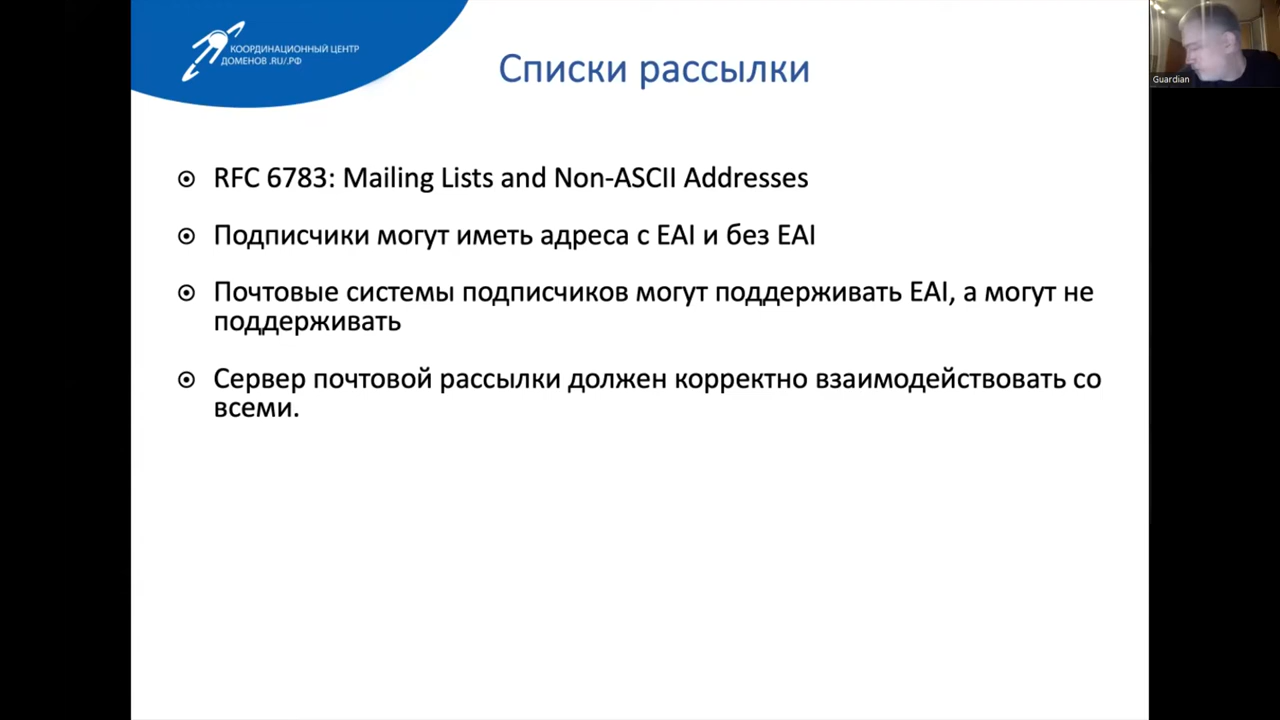 КООРДИНАЦИОННЫЙ ЦЕНТР
ДОМЕНОВ .RU/.РФ
Списки рассылки
Guardian
RFC 6783: Mailing Lists and Non-ASCII Addresses
Подписчики могут иметь адреса с EAI и без EAI
Почтовые системы подписчиков могут поддерживать EAI, а могут не
поддерживать
Сервер почтовой рассылки должен корректно взаимодействовать со
всеми.